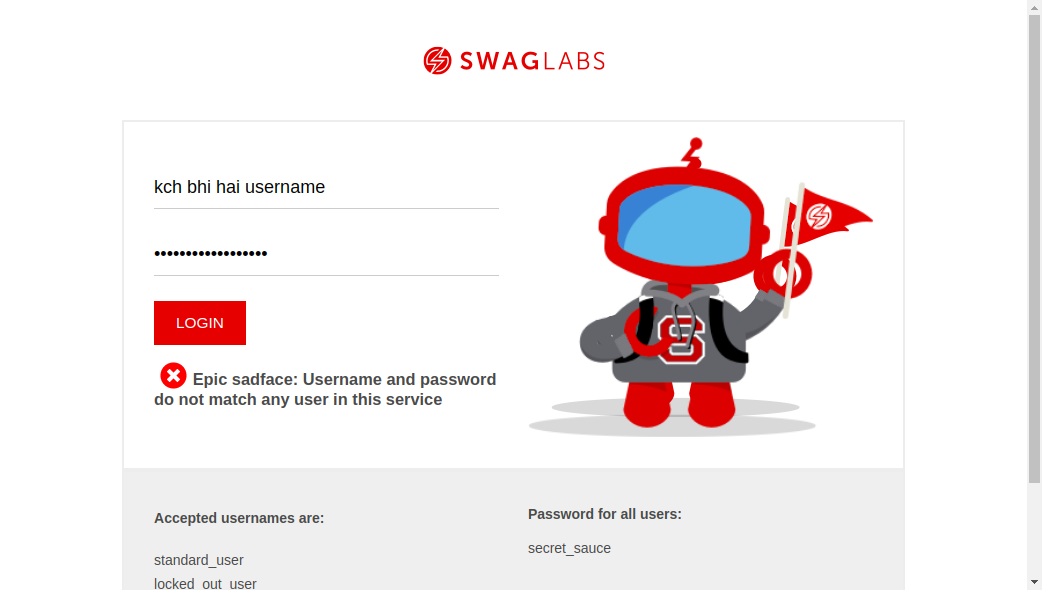 SWAGLABS
kch bhi hai username
••••••••••••••••••
LOGIN
Epic sadface: Username and password
do not match any user in this service
S
Accepted usernames are:
standard_user
locked_out_user
Password for all users:
secret_sauce